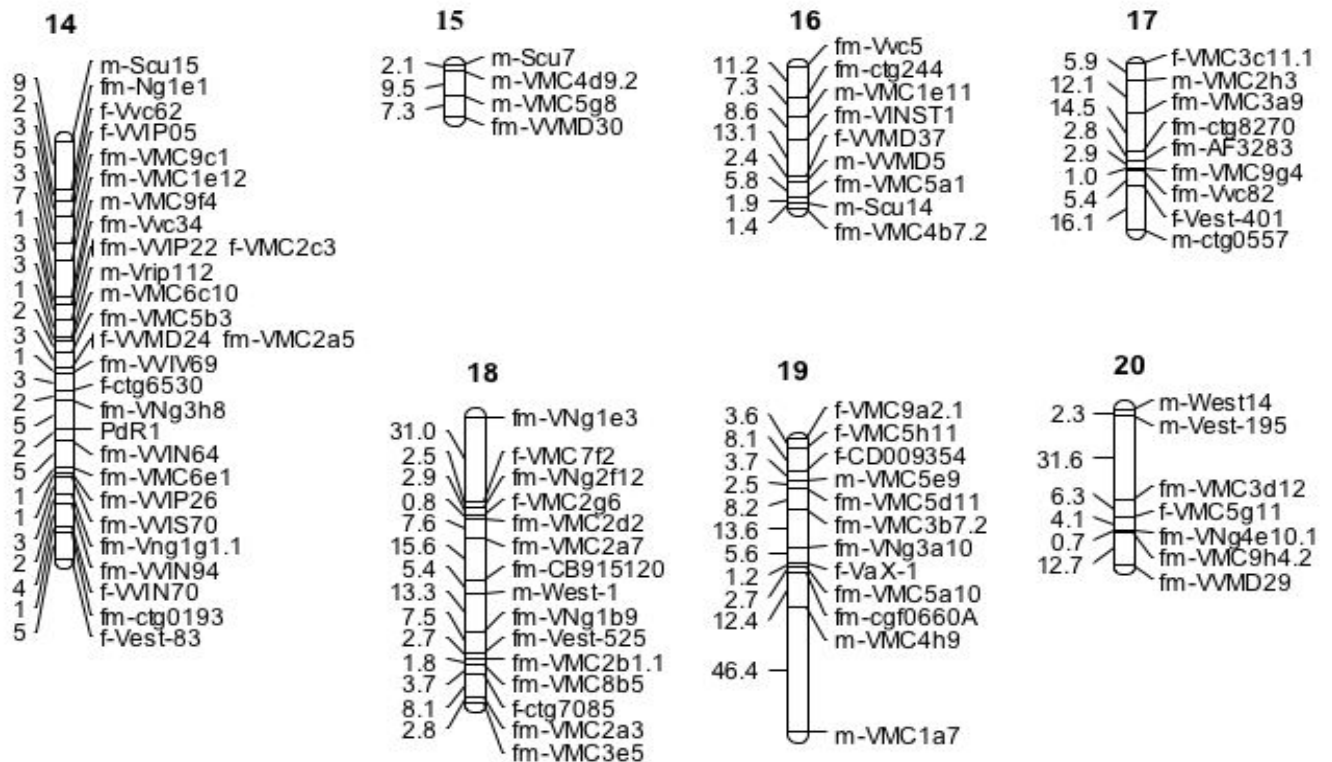 14
m-Scu15
fm-Ng1e1
f-Vvc62
f-VVIP05
fm-VMC9c1
fm-VMC1e12
m-VMC9f4
fm-Vvc34
fm-VVIP22 f-VMC2c3
m-Vrip112
m-VMC6c10
fm-VMC5b3
f-VVMD24 fm-VMC2a5
fm-VVIV69
f-ctg6530
fm-VNg3h8
PdR1
fm-VVIN64
fm-VMC6e1
fm-VVIP26
fm-VVIS70
fm-Vng1g1.1
fm-VVIN94
f-VVIN70
fm-ctg0193
f-Vest-83
9
2
3
5
3
7
1
3
3
1
2
3
1
3
2
5
2
5
1
1
3
2
4
1
5
15
2.1
9.5
7.3
m-Scu7
m-VMC4d9.2
m-VMC5g8
fm-VVMD30
16
11.2
7.3
8.6
13.1
2.4
5.8
1.9
1.4
fm-Vvc5
fm-ctg244
m-VMC1e11
fm-VINST1
f-VVMD37
m-VVMD5
fm-VMC5a1
m-Scu14
fm-VMC4b7.2
17
5.9
12.1
14.5
2.8
2.9
1.0
5.4
16.1
f-VMC3c11.1
m-VMC2h3
fm-VMC3a9
fm-ctg8270
fm-AF3283
fm-VMC9g4
fm-Vvc82
f-Vest-401
m-ctg0557
18
31.0
2.5
2.9
0.8
7.6
15.6
5.4
13.3
7.5
2.7
1.8
3.7
8.1
2.8
fm-VNg1e3
f-VMC7f2
fm-VNg2f12
f-VMC2g6
fm-VMC2d2
fm-VMC2a7
fm-CB915120
m-West-1
fm-VNg1b9
fm-Vest-525
fm-VMC2b1.1
fm-VMC8b5
f-ctg7085
fm-VMC2a3
fm-VMC3e5
19
3.6
8.1
3.7
2.5
8.2
13.6
5.6
1.2
2.7
12.4
46.4
f-VMC9a2.1
f-VMC5h11
f-CD009354
m-VMC5e9
fm-VMC5d11
fm-VMC3b7.2
fm-VNg3a10
f-VaX-1
fm-VMC5a10
fm-cgf0660A
m-VMC4h9
m-VMC1a7
20
2.3
31.6
6.3
4.1
0.7
12.7
m-West14
m-Vest-195
fm-VMC3d12
f-VMC5g11
fm-VNg4e10.1
fm-VMC9h4.2
fm-VVMD29